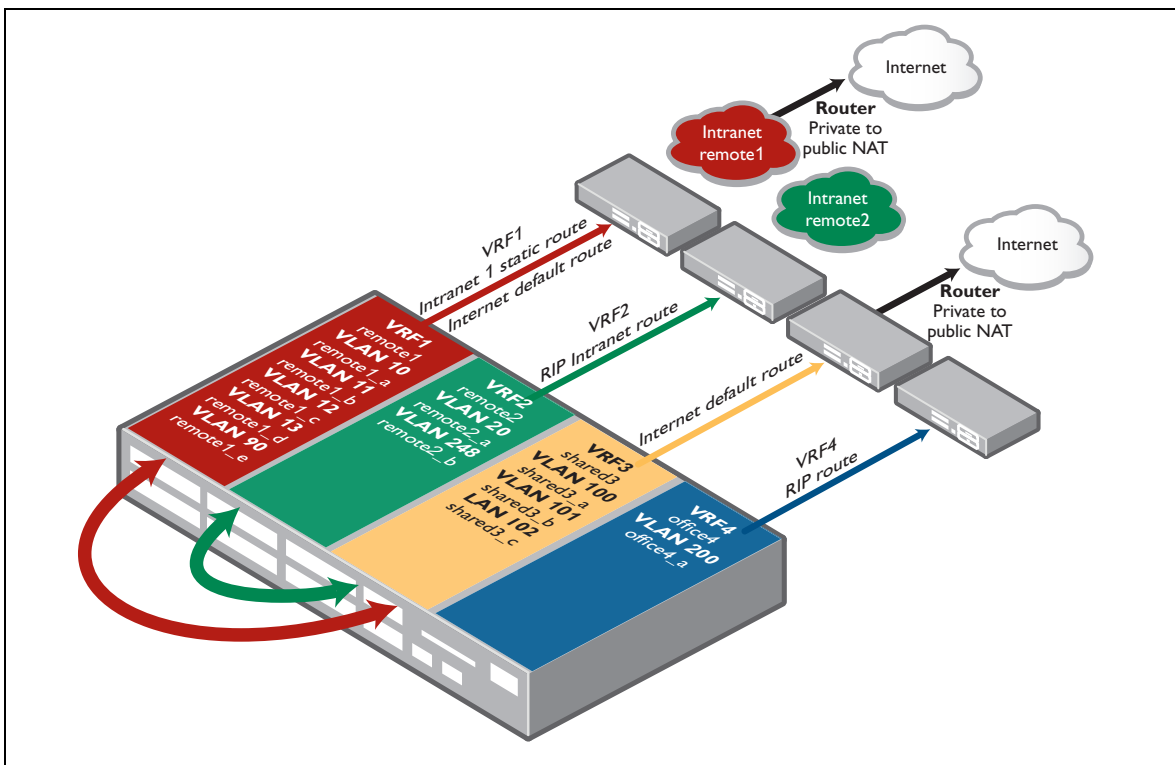 Internet
Router
Private to
public NAT
Intranet
remote1
Intranet
remote2
Internet
Router
Private to
public NAT
VRF1
Intranet 1 static route
Internet default route
VRF2
RIP Intranet route
Internet default route
VRF4
RIP route
VRF1
remote1
VLAN 10
remote1_a
VLAN 11
remote1_b
VLAN 12
remote1_c
VLAN 13
remote1_d
VLAN 90
remote1_e
VRF2
remote2
VLAN 20
remote2_a
VLAN 248
remote2_b
VRF3
shared3
VLAN 100
shared3_a
VLAN 101
shared3_b
LAN 102
shared3_c
VRF4
office4
VLAN 200
office4_a